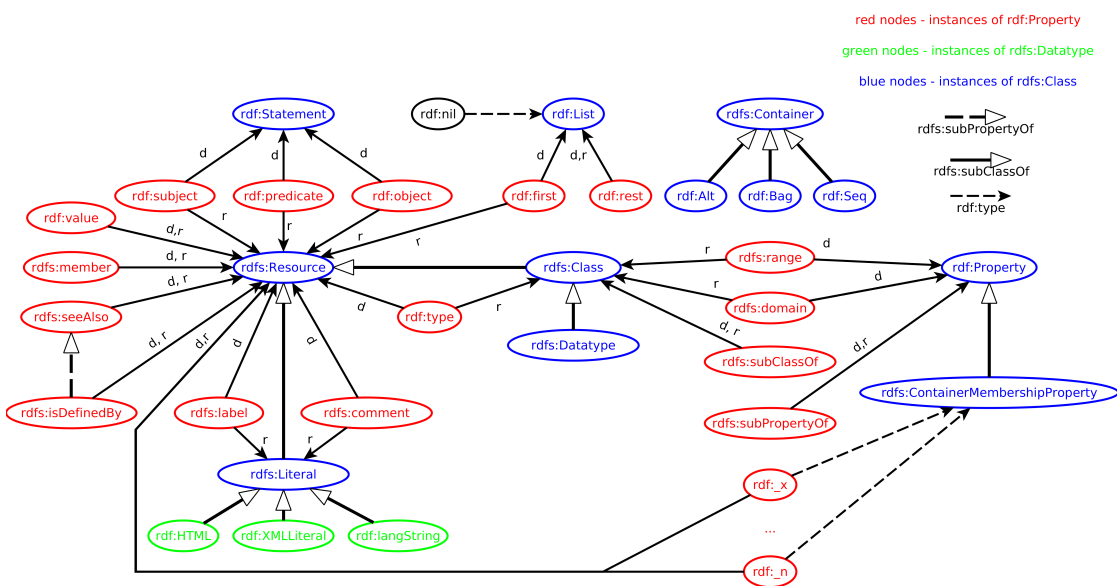 red nodes - instances of rdf:Property
green nodes - instances of rdfs:Datatype
blue nodes - instances of rdfs:Class
rdf:Statement
rdf:nil
rdf:List
rdfs:Container
rdfs:subPropertyOf
d
d
d
d
d,r
rdfs:subClassOf
rdf:subject
rdf:predicate
rdf:object
rdf:first
rdf:rest
rdf:Alt
rdf:Bag
rdf:Seq
rdf:type
rdf:value
r
r
r
r
d,r
r
d
rdfs:member
d, r
rdfs:Resource
rdfs:Class
rdfs:range
rdf:Property
d, r
r
d
rdfs:seeAlso
d
rdf:type
r
rdfs:domain
d, r
d,r
d
d
rdfs:Datatype
d, r
d,r
rdfs:subClassOf
rdfs:ContainerMembershipProperty
rdfs:isDefinedBy
rdfs:label
rdfs:comment
rdfs:subPropertyOf
r
r
rdfs:Literal
rdf:_x
rdf:HTML
rdf:XMLLiteral
rdf:langString
...
rdf:_n